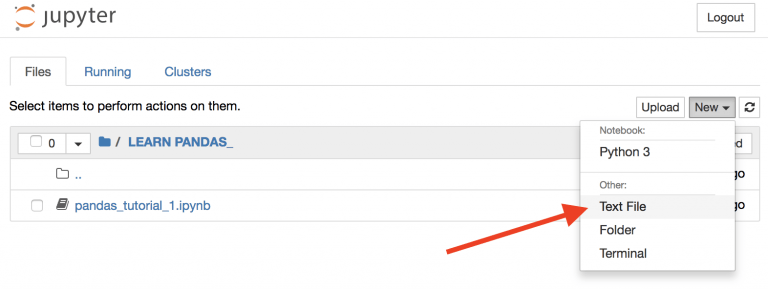 jupyter
Logout
Files Running Clusters
Select items to perform actions on them.
Upload New
0 / LEARN PANDAS_
Notebook:
Python 3
..
Other:
pandas_tutorial_1.ipynb
Text File
Folder
Terminal